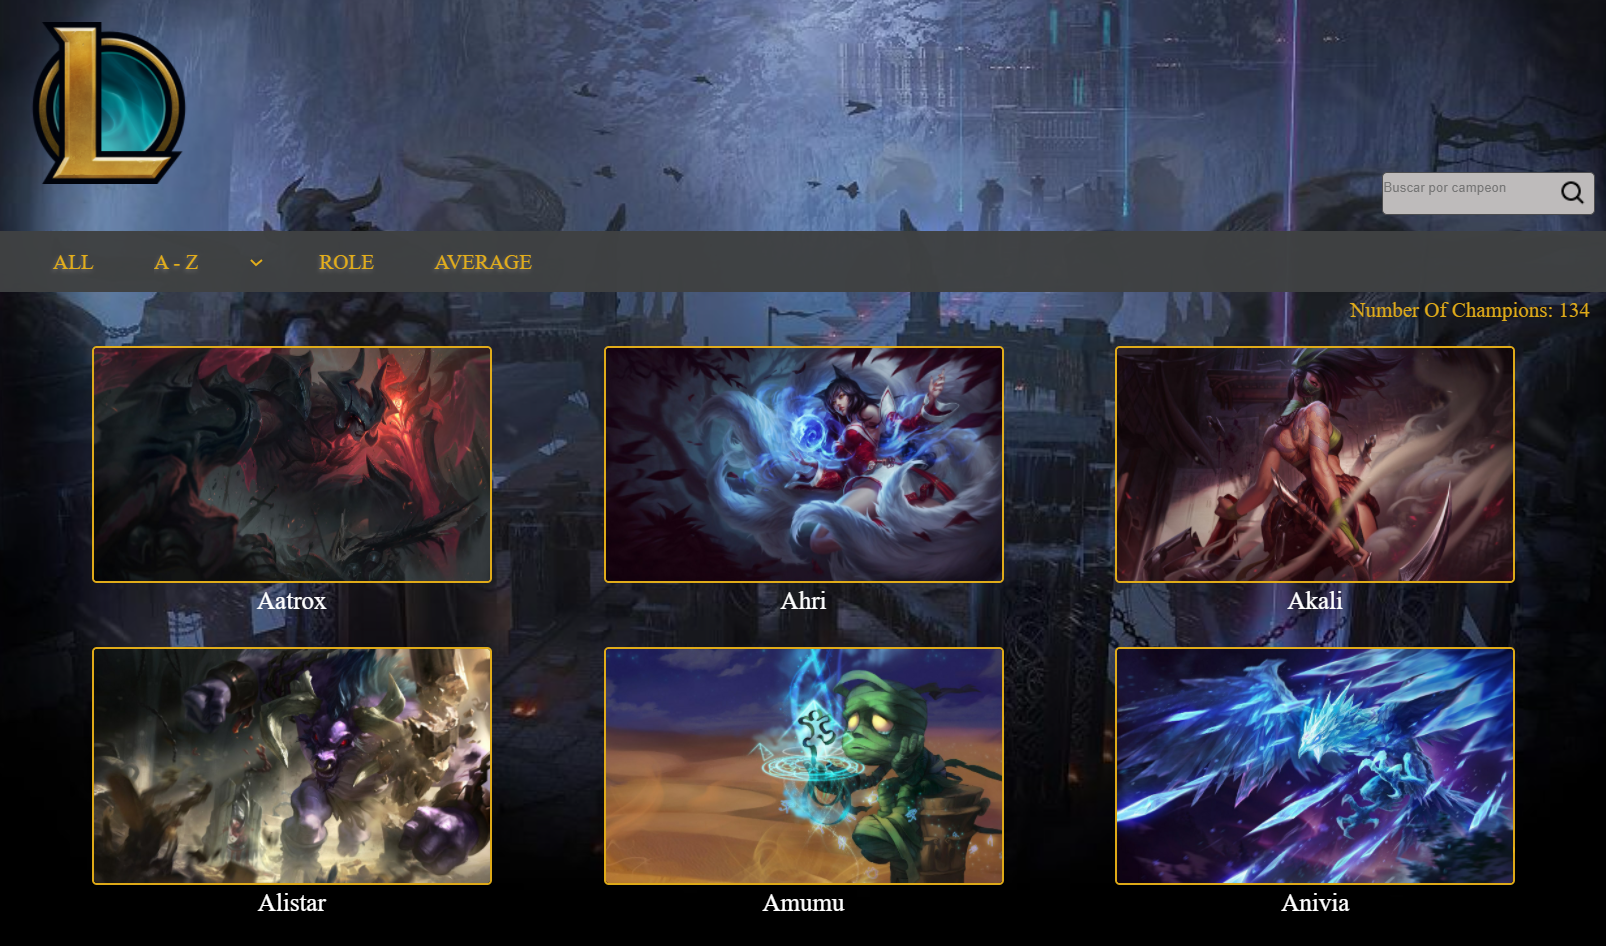 L
Buscar por campeon
ALL A - Z ROLE AVERAGE
Number Of Champions: 134
Aatrox Ahri Akali
Alistar Amumu Anivia